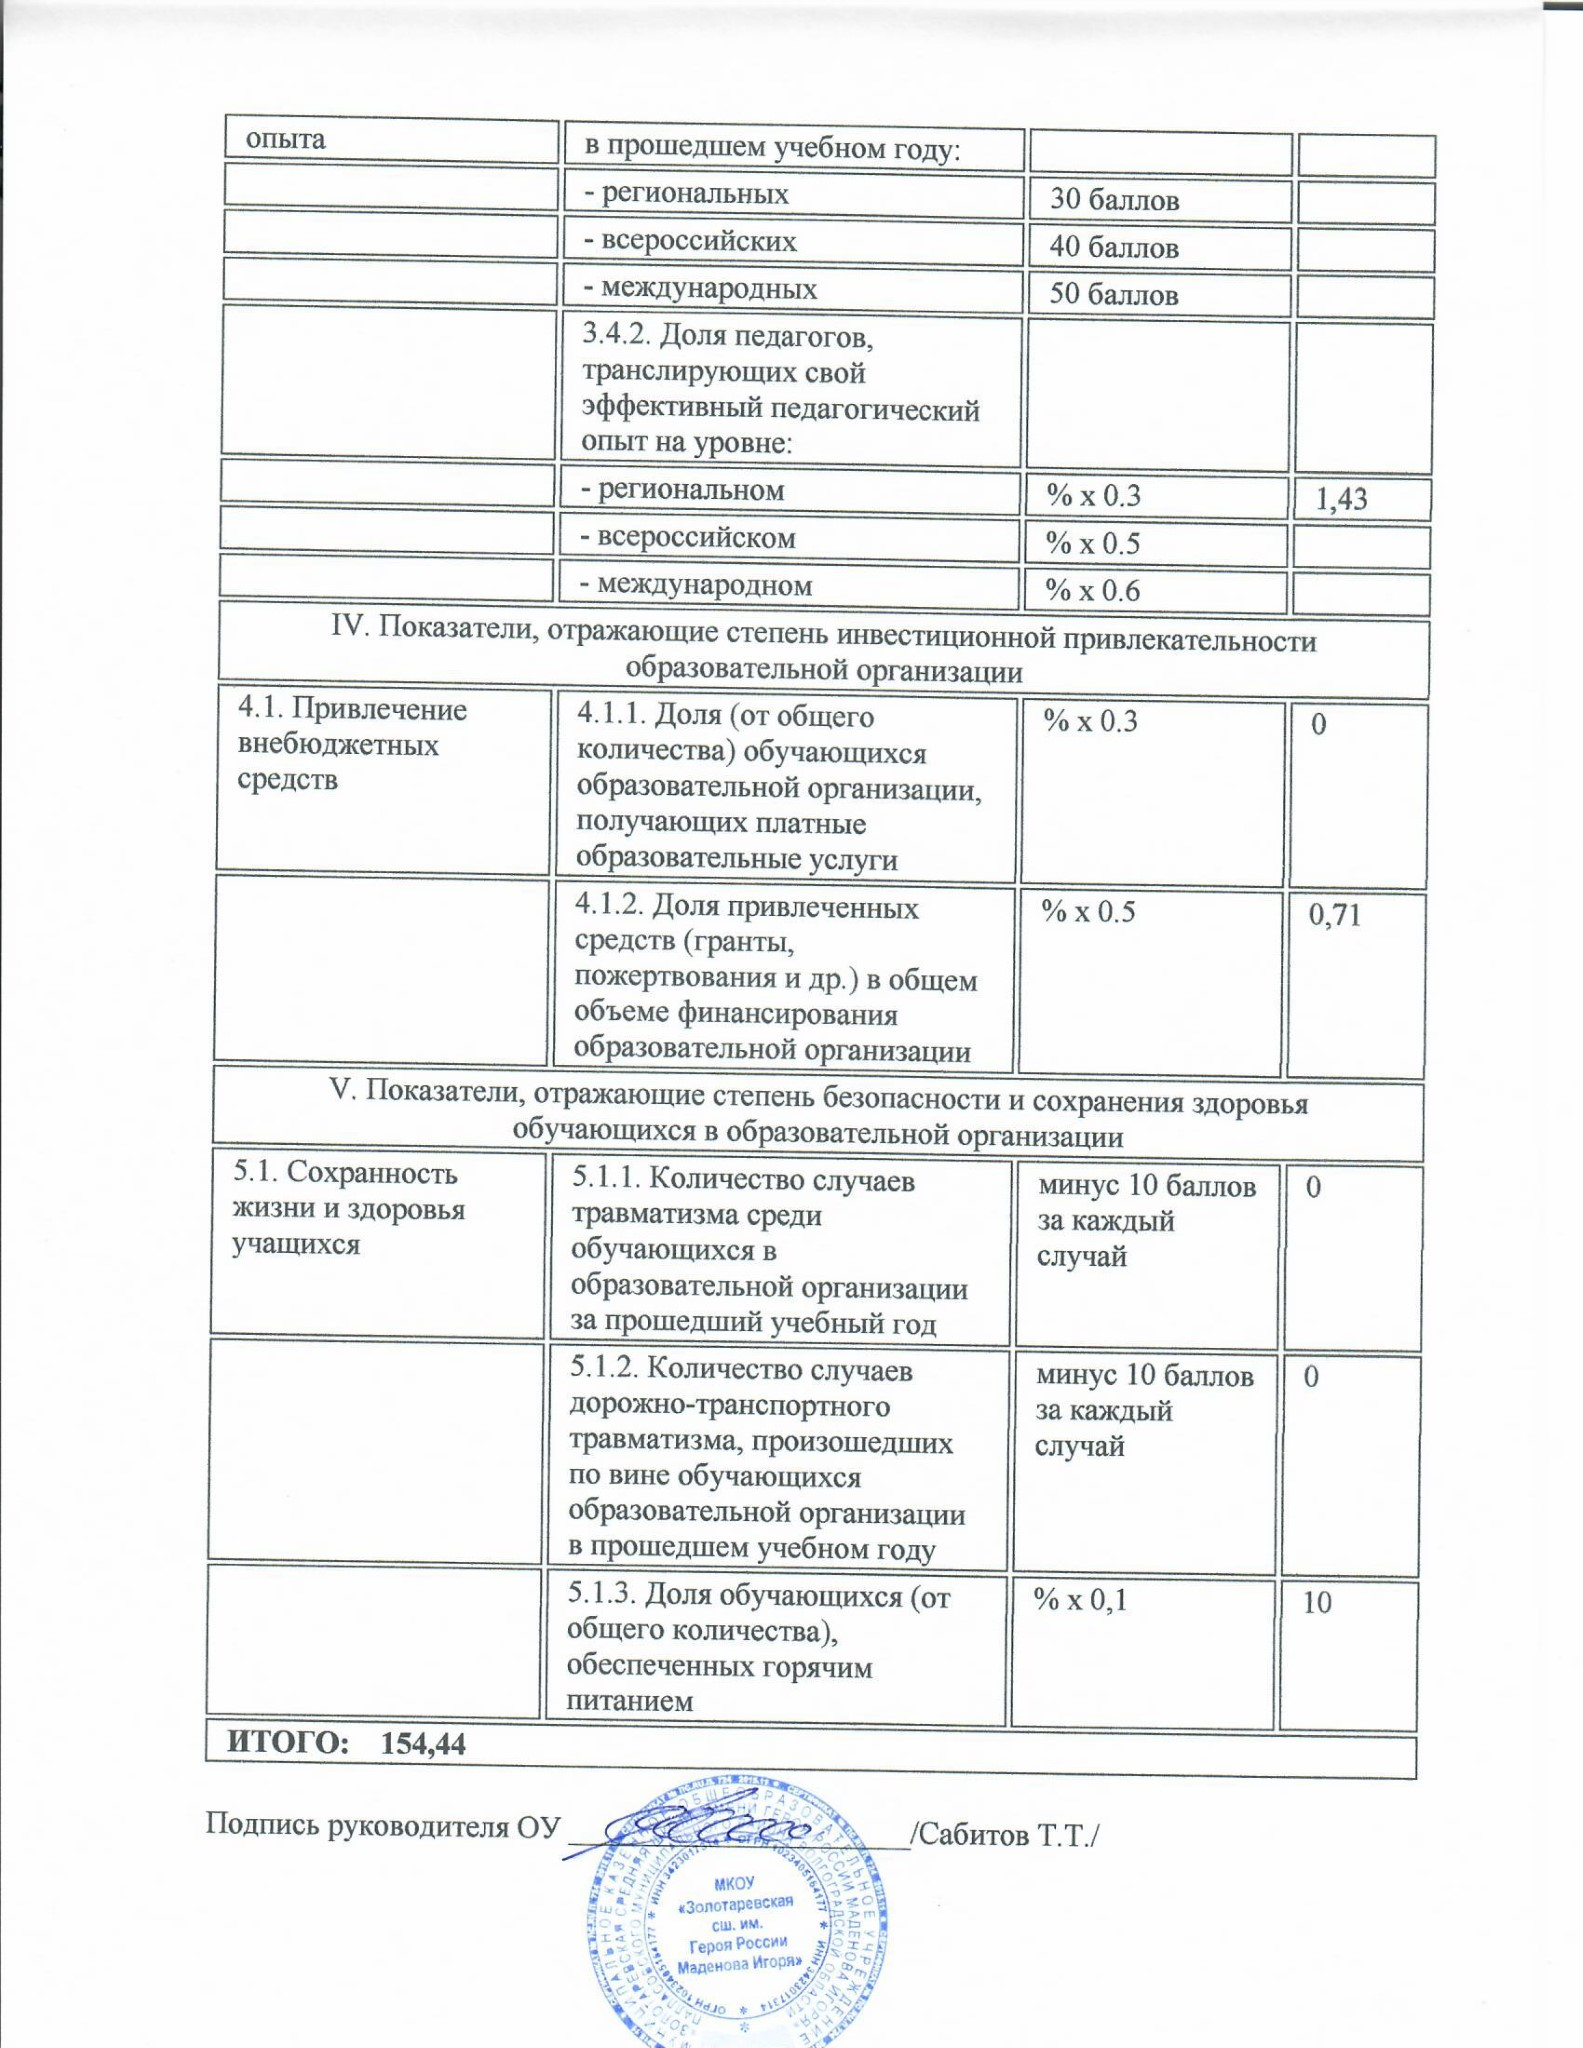 опыта
в прошедшем учебном году:
- региональных
30 баллов
- всероссийских
40 баллов
- международных
50 баллов
3.4.2. Доля педагогов,
транслирующих свой
эффективный педагогический
опыт на уровне:
- региональном
% х 0.3
1,43
- всероссийском
% х 0.5
- международном
% х 0.6
IV. Показатели, отражающие степень инвестиционной привлекательности
образовательной организации
4.1. Привлечение
внебюджетных
средств
4.1.1. Доля (от общего
количества) обучающихся
образовательной организации,
получающих платные
образовательные услуги
% х 0.3
0
4.1.2. Доля привлеченных
средств (гранты,
пожертвования и др.) в общем
объеме финансирования
образовательной организации
% х 0.5
0,71
V. Показатели, отражающие степень безопасности и сохранения здоровья
обучающихся в образовательной организации
5.1. Сохранность
жизни и здоровья
учащихся
5.1.1. Количество случаев
травматизма среди
обучающихся в
образовательной организации
за прошедший учебный год
минус 10 баллов
за каждый
случай
0
5.1.2. Количество случаев
дорожно-транспортного
травматизма, произошедших
по вине обучающихся
образовательной организации
в прошедшем учебном году
минус 10 баллов
за каждый
случай
0
5.1.3. Доля обучающихся (от
общего количества),
обеспеченных горячим
питанием
% х 0,1
10
ИТОГО: 154,44
Подпись руководителя ОУ /Сабитов Т.Т./
МКОУ
«Золотаревская
сш. им.
Героя России
Маденова Игоря»
ОГРН 1023405164177 * ИНН 3423017314 *